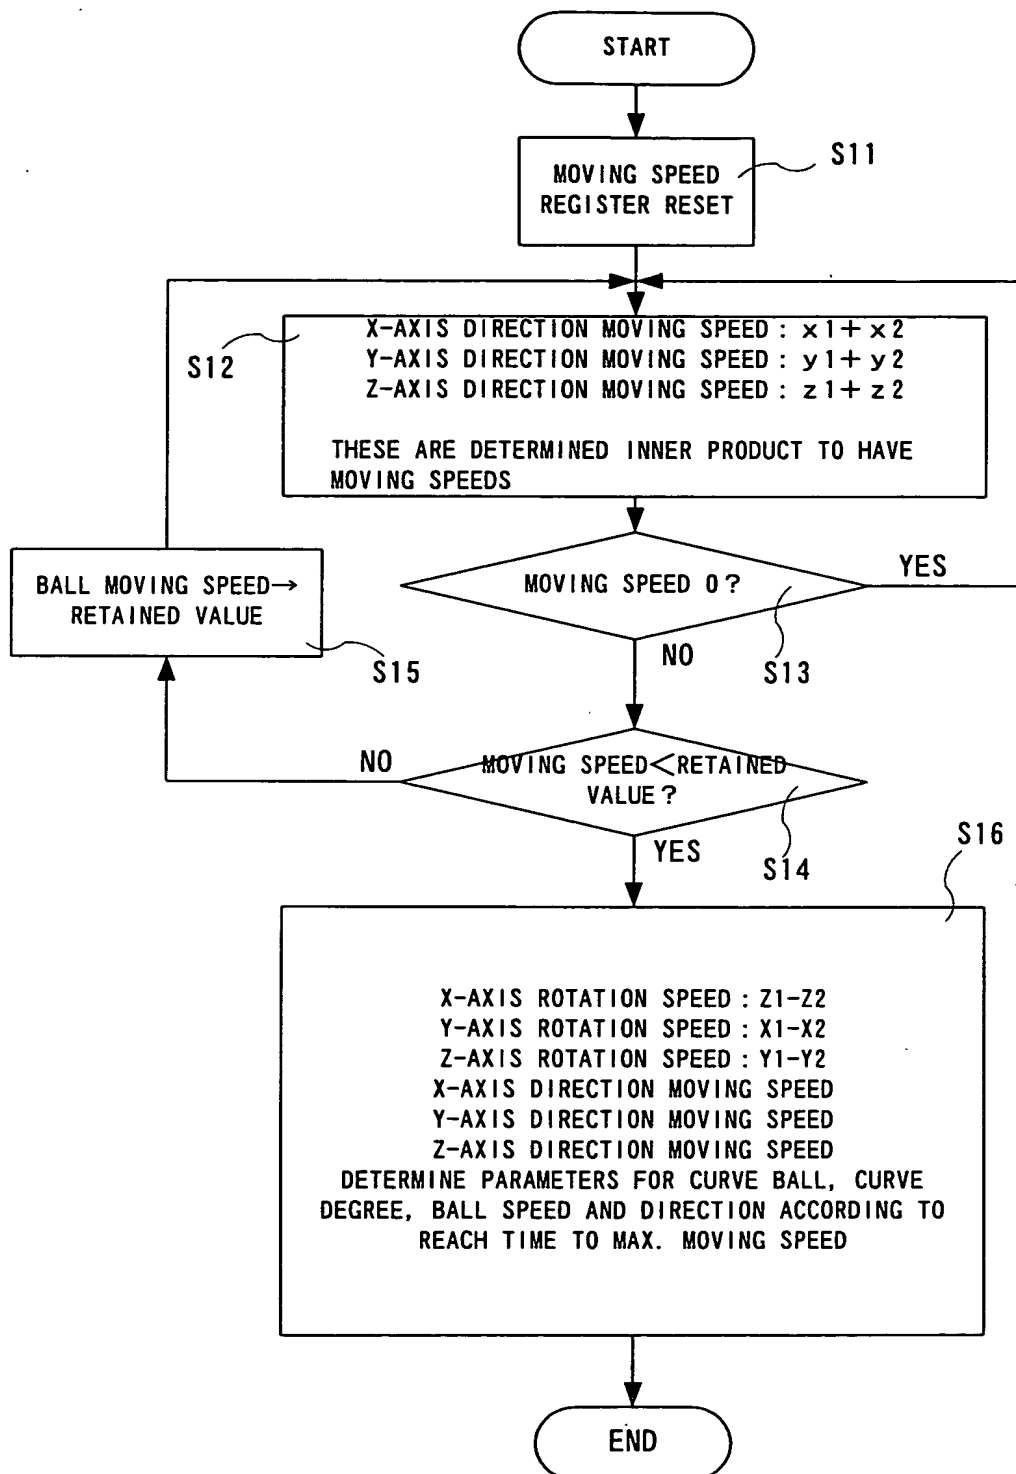 START
MOVING SPEED
REGISTER RESET
S11
X-AXIS DIRECTION MOVING SPEED : x1+x2
Y-AXIS DIRECTION MOVING SPEED : y1+y2
Z-AXIS DIRECTION MOVING SPEED : z1+z2
THESE ARE DETERMINED INNER PRODUCT TO HAVE
MOVING SPEEDS
S12
MOVING SPEED 0?
YES
NO
S13
BALL MOVING SPEED→
RETAINED VALUE
S15
MOVING SPEED<RETAINED
VALUE?
NO
YES
S14
S16
X-AXIS ROTATION SPEED : Z1-Z2
Y-AXIS ROTATION SPEED : X1-X2
Z-AXIS ROTATION SPEED : Y1-Y2
X-AXIS DIRECTION MOVING SPEED
Y-AXIS DIRECTION MOVING SPEED
Z-AXIS DIRECTION MOVING SPEED
DETERMINE PARAMETERS FOR CURVE BALL, CURVE
DEGREE, BALL SPEED AND DIRECTION ACCORDING TO
REACH TIME TO MAX. MOVING SPEED
END